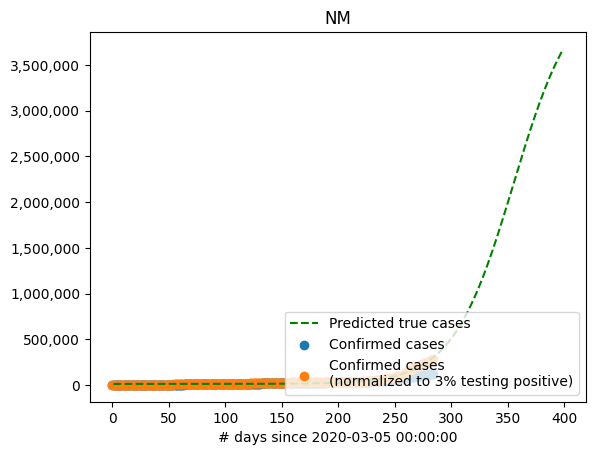 NM
3,500,000
3,000,000
2,500,000
2,000,000
1,500,000
1,000,000
500,000
0
Predicted true cases
Confirmed cases
Confirmed cases
(normalized to 3% testing positive)
0 50 100 150 200 250 300 350 400
# days since 2020-03-05 00:00:00